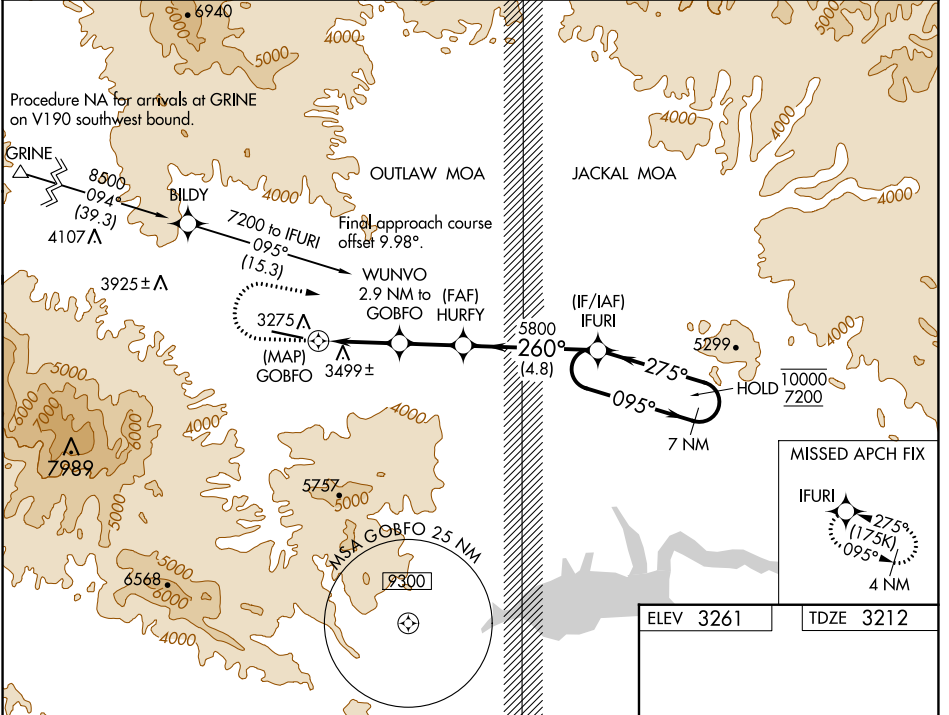 6940
4000
4000
5000
Procedure NA for arrivals at GRINE
on V190 southwest bound.
GRINE
8500
094°
(39.3)
4107
BILDY
4000
OUTLAW MOA
JACKAL MOA
4000
4000
4000
7200 to IFURI
095°
(15.3)
Final approach course
offset 9.98°.
3925±
WUNVO
2.9 NM to
GOBFO
(FAF)
HURFY
(IF/IAF)
IFURI
3275
(MAP)
GOBFO
3499±
5800
260°
(4.8)
5299
4000
275°
095°
HOLD
10000
7200
7 NM
5000
6000
7000
5000
6000
7989
5000
4000
4000
5757
5000
MISSED APCH FIX
IFURI
275°
(175K)
095°
4 NM
MSA GOBFO 25 NM
9300
5000
6568
6000
4000
ELEV 3261
TDZE 3212